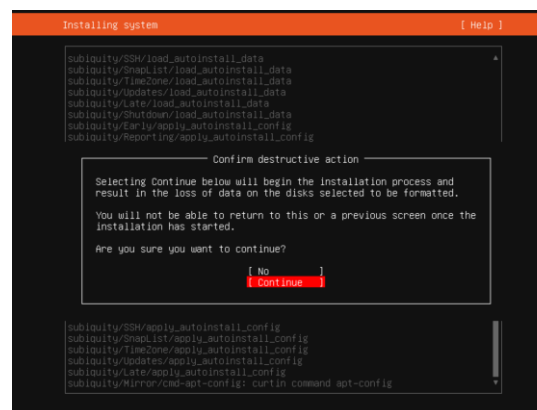 Installing system [ Help ]
subiquity/SSH/load_autoinstall_data
subiquity/SnapList/load_autoinstall_data
subiquity/TimeZone/load_autoinstall_data
subiquity/Updates/load_autoinstall_data
subiquity/Late/load_autoinstall_data
subiquity/Shutdown/load_autoinstall_data
subiquity/Early/apply_autoinstall_config
subiquity/Reporting/apply_autoinstall_config
Confirm destructive action
Selecting Continue below will begin the installation process and
result in the loss of data on the disks selected to be formatted.
You will not be able to return to this or a previous screen once the
installation has started.
Are you sure you want to continue?
[ No ]
[ Continue ]
subiquity/SSH/apply_autoinstall_config
subiquity/SnapList/apply_autoinstall_config
subiquity/TimeZone/apply_autoinstall_config
subiquity/Updates/apply_autoinstall_config
subiquity/Late/apply_autoinstall_config
subiquity/Mirror/cmd-apt-config: curtin command apt-config